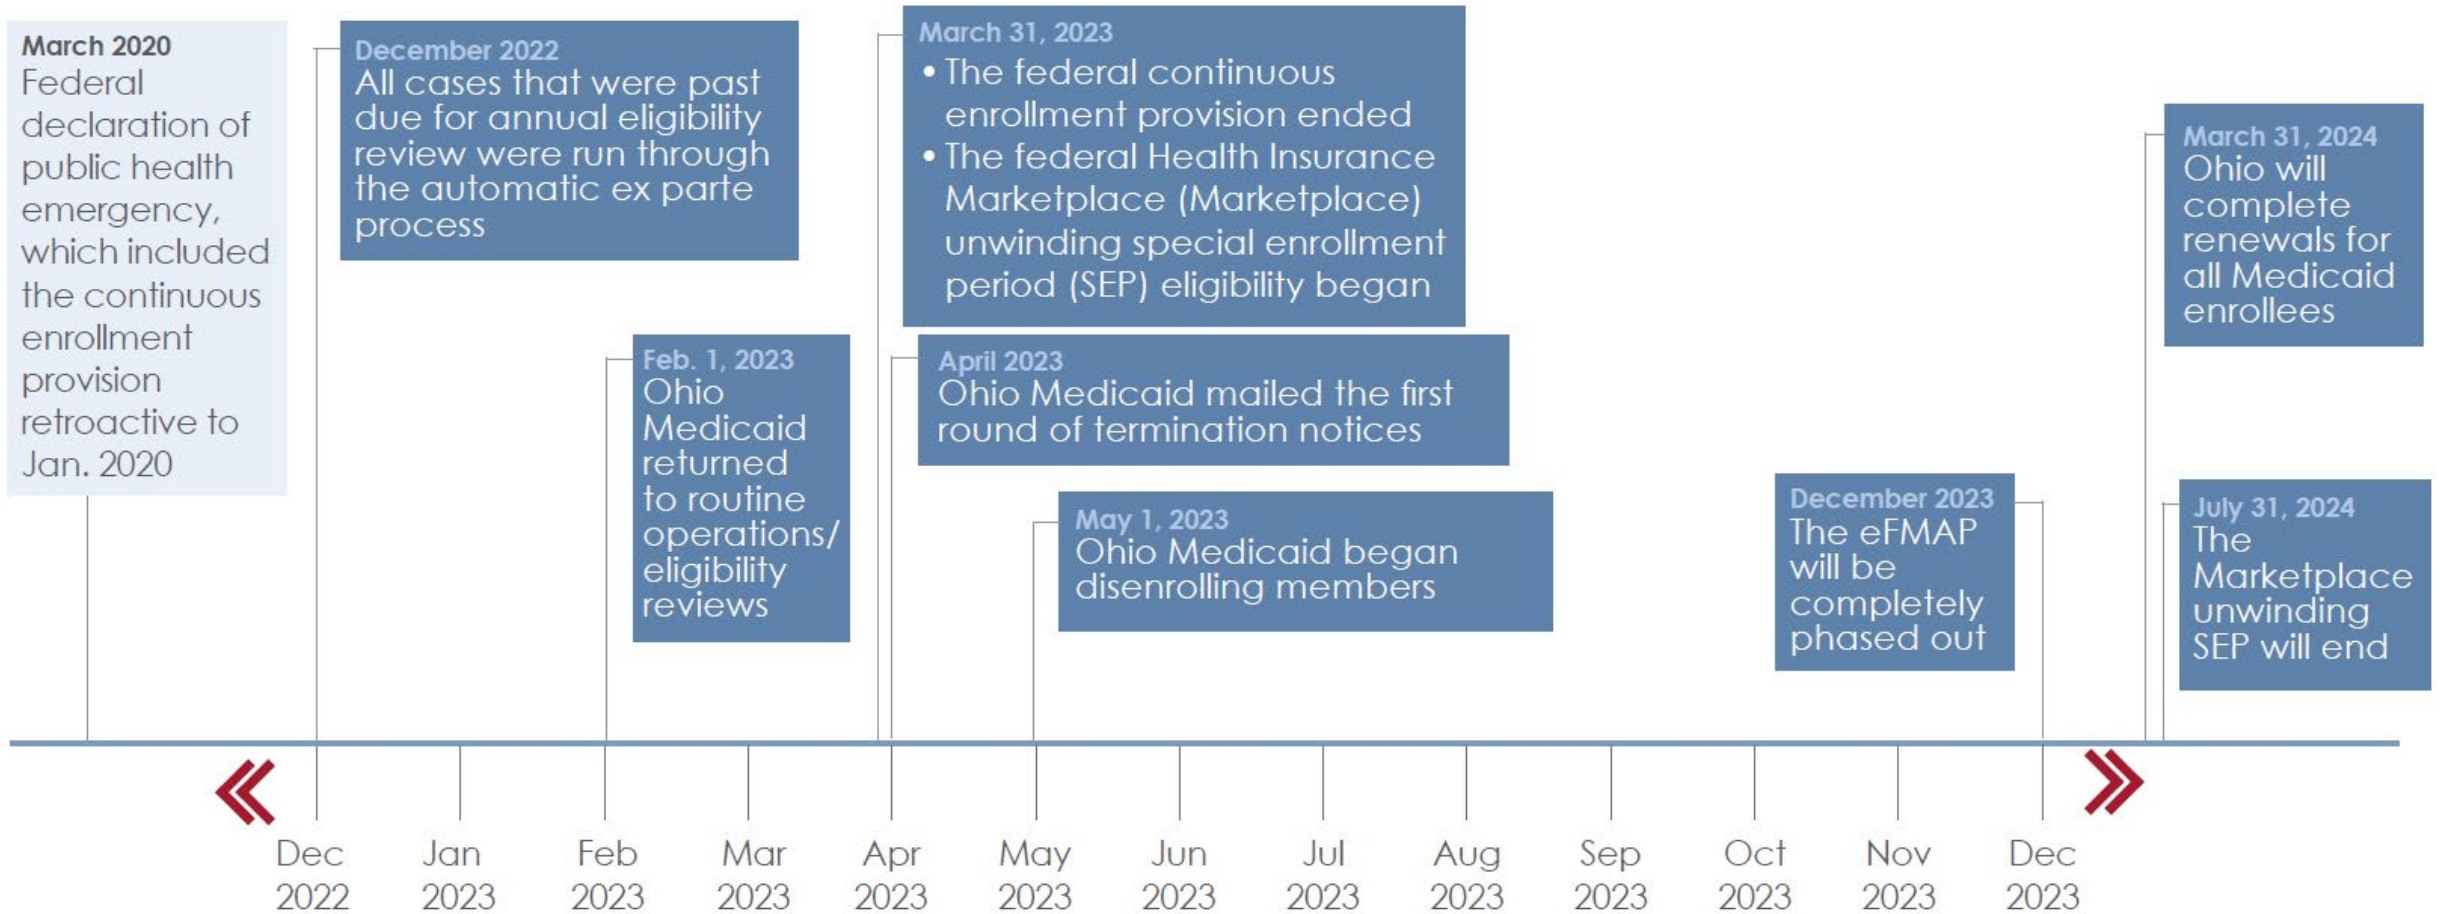 March 2020
Federal
declaration of
public health
emergency,
which included
the continuous
enrollment
provision
retroactive to
Jan. 2020
December 2022
All cases that were past
due for annual eligibility
review were run through
the automatic ex parte
process
Feb. 1, 2023
Ohio
Medicaid
returned
to routine
operations/
eligibility
reviews
March 31, 2023
• The federal continuous
enrollment provision ended
• The federal Health Insurance
Marketplace (Marketplace)
unwinding special enrollment
period (SEP) eligibility began
April 2023
Ohio Medicaid mailed the first
round of termination notices
May 1, 2023
Ohio Medicaid began
disenrolling members
December 2023
The eFMAP
will be
completely
phased out
March 31, 2024
Ohio will
complete
renewals for
all Medicaid
enrollees
July 31, 2024
The
Marketplace
unwinding
SEP will end
Dec
2022
Jan
2023
Feb
2023
Mar
2023
Apr
2023
May
2023
Jun
2023
Jul
2023
Aug
2023
Sep
2023
Oct
2023
Nov
2023
Dec
2023